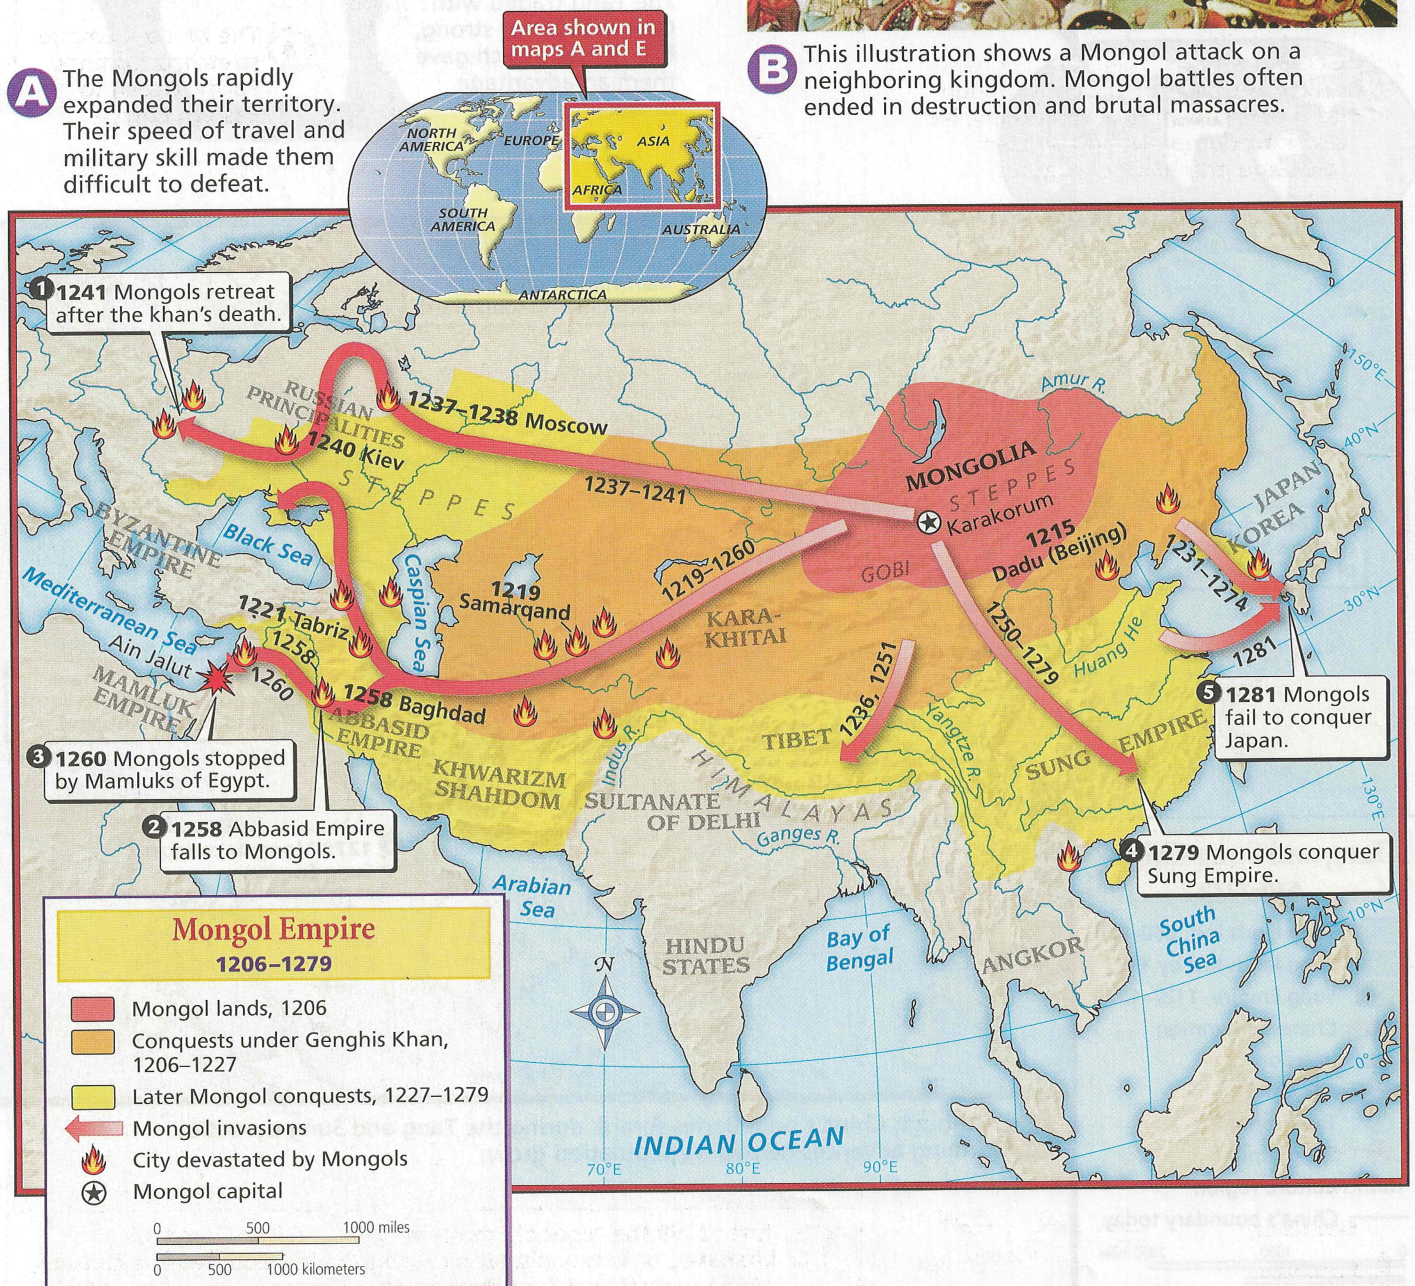 A
The Mongols rapidly
expanded their territory.
Their speed of travel and
military skill made them
difficult to defeat.
Area shown in
maps A and E
NORTH
AMERICA
EUROPE
ASIA
AFRICA
SOUTH
AMERICA
AUSTRALIA
ANTARCTICA
B
This illustration shows a Mongol attack on a
neighboring kingdom. Mongol battles often
ended in destruction and brutal massacres.
1 1241 Mongols retreat
after the khan's death.
RUSSIAN
PRINCIPALITIES
1237–1238 Moscow
1240 Kiev
STEPPES
1237–1241
MONGOLIA
STEPPES
Karakorum
Amur R.
150°E
40°N
JAPAN
KOREA
1215
Dadu (Beijing)
GOBI
1231–1274
30°N
BYZANTINE
EMPIRE
Black Sea
Caspian Sea
1219
Samarqand
1219–1260
KARA-
KHITAI
1250–1279
Huang He
1281
Mediterranean Sea
1221 Tabriz
1258
1260
Ain Jalut
MAMLUK
EMPIRE
1258 Baghdad
ABBASID
EMPIRE
1236, 1251
5 1281 Mongols
fail to conquer
Japan.
3 1260 Mongols stopped
by Mamluks of Egypt.
KHWARIZM
SHAHDOM
Indus R.
TIBET
Yangtze R.
SUNG EMPIRE
HIMALAYAS
SULTANATE
OF DELHI
Ganges R.
130°E
2 1258 Abbasid Empire
falls to Mongols.
4 1279 Mongols conquer
Sung Empire.
Arabian
Sea
HINDU
STATES
Bay of
Bengal
ANGKOR
South
China
Sea
10°N
N
0°
INDIAN OCEAN
70°E
80°E
90°E
Mongol Empire
1206–1279
Mongol lands, 1206
Conquests under Genghis Khan,
1206–1227
Later Mongol conquests, 1227–1279
Mongol invasions
City devastated by Mongols
Mongol capital
0 500 1000 miles
0 500 1000 kilometers